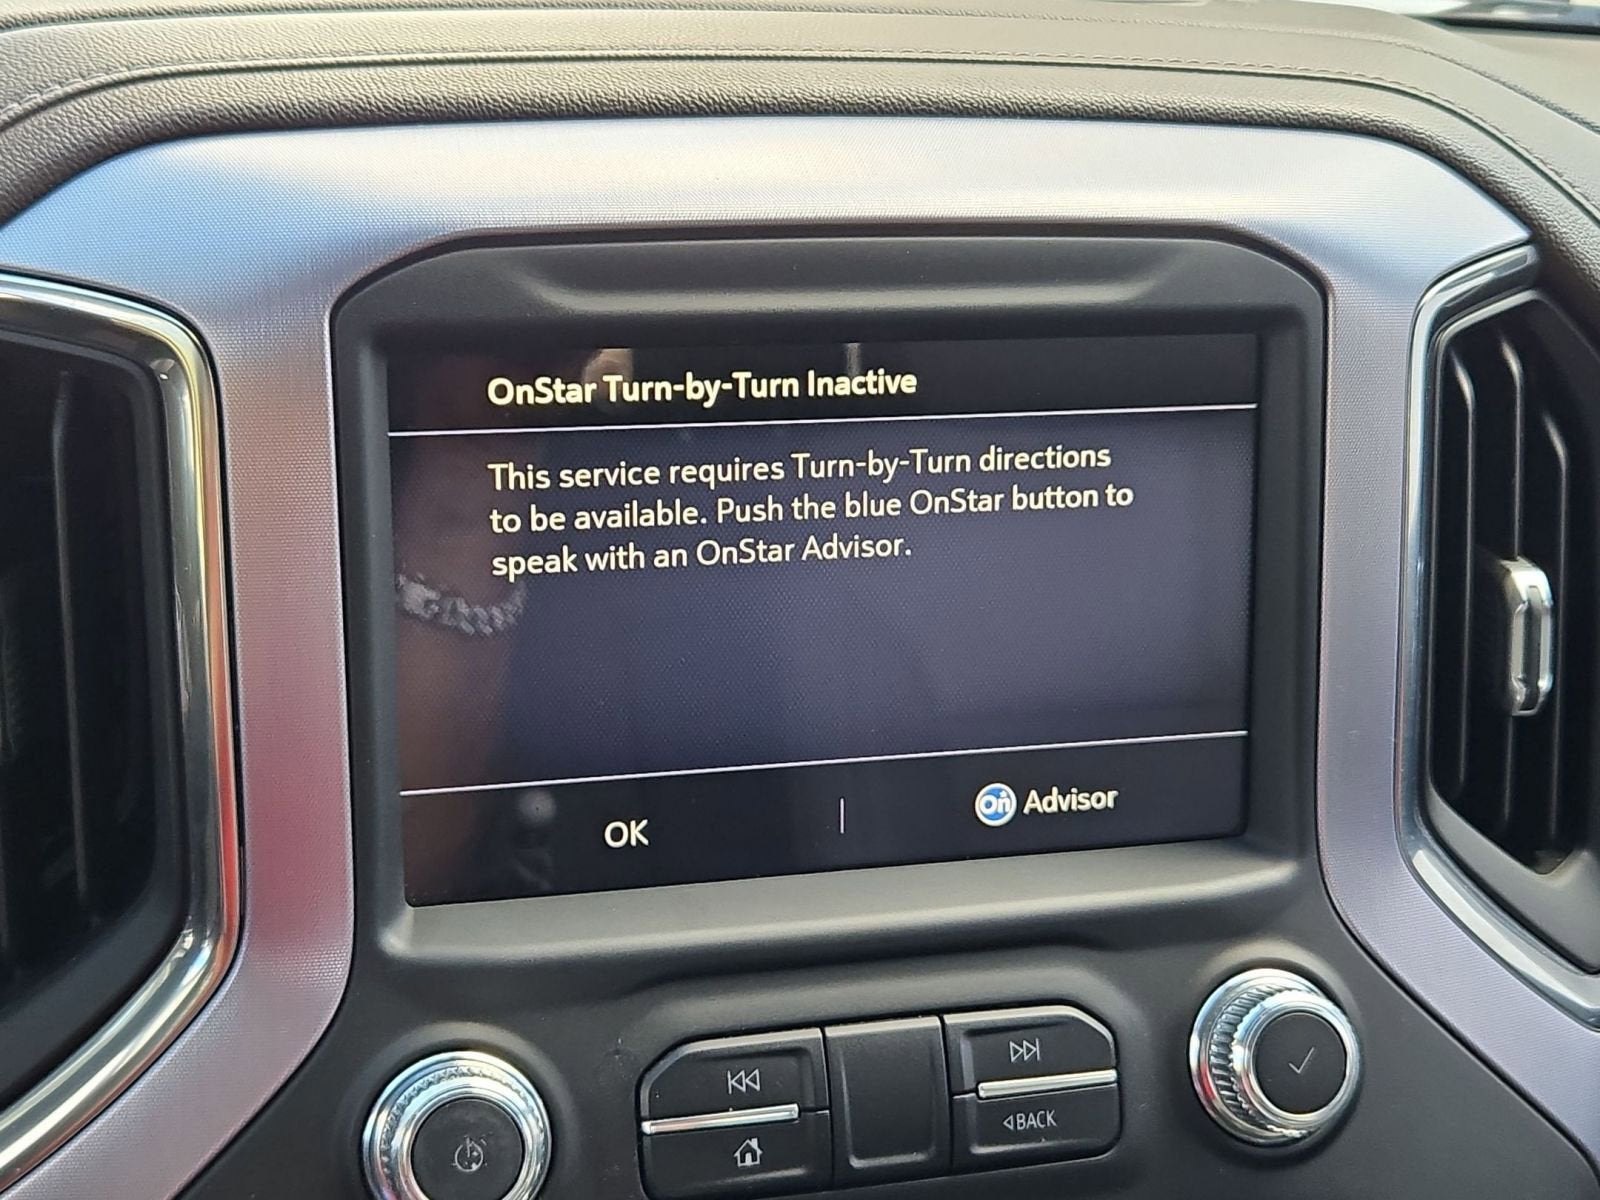 OnStar Turn-by-Turn Inactive
This service requires Turn-by-Turn directions
to be available. Push the blue OnStar button to
speak with an OnStar Advisor.
OK
On Advisor
BACK